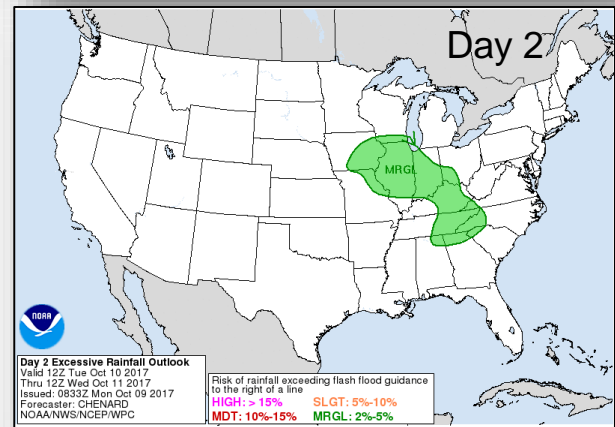 Day 2
MRGL
NOAA
Day 2 Excessive Rainfall Outlook
Valid 12Z Tue Oct 10 2017
Thru 12Z Wed Oct 11 2017
Issued: 0833Z Mon Oct 09 2017
Forecaster: CHENARD
NOAA/NWS/NCEP/WPC
Risk of rainfall exceeding flash flood guidance
to the right of a line
HIGH: > 15% SLGT: 5%-10%
MDT: 10%-15% MRGL: 2%-5%